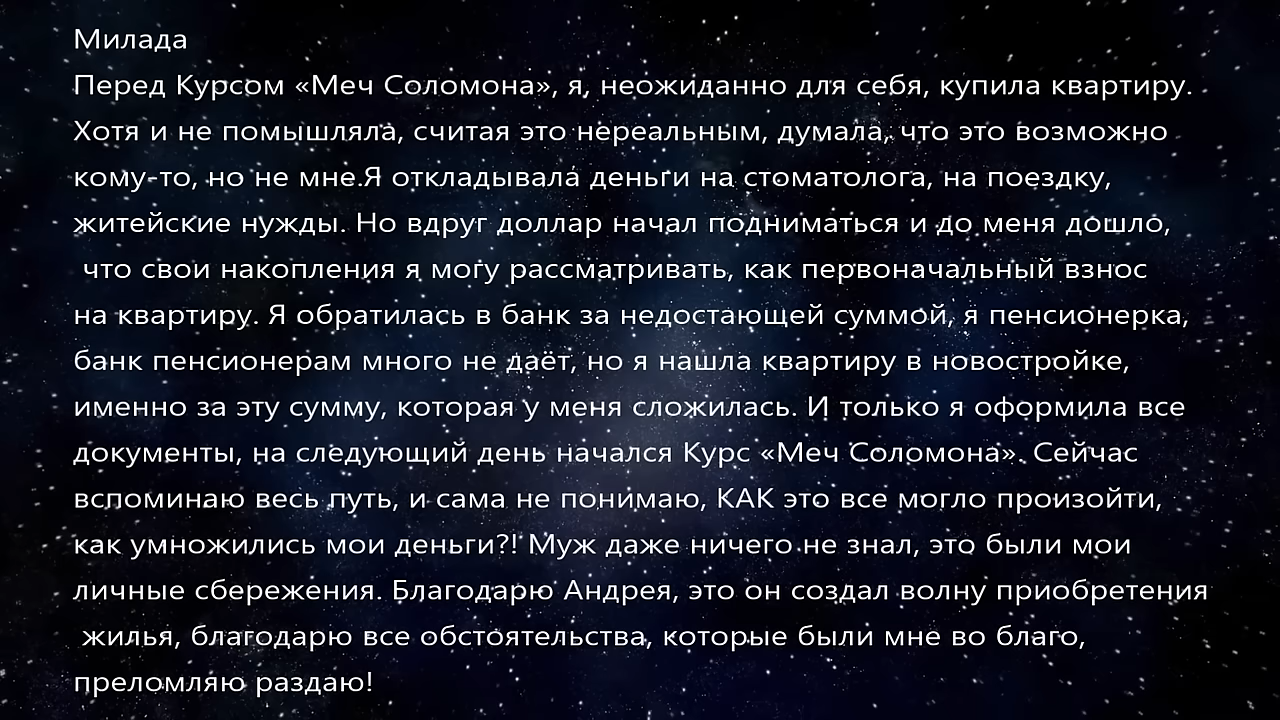 Милада
Перед Курсом «Меч Соломона», я, неожиданно для себя, купила квартиру.
Хотя и не помышляла, считая это нереальным, думала, что это возможно
кому-то, но не мне.Я откладывала деньги на стоматолога, на поездку,
житейские нужды. Но вдруг доллар начал подниматься и до меня дошло,
что свои накопления я могу рассматривать, как первоначальный взнос
на квартиру. Я обратилась в банк за недостающей суммой, я пенсионерка,
банк пенсионерам много не даёт, но я нашла квартиру в новостройке,
именно за эту сумму, которая у меня сложилась. И только я оформила все
документы, на следующий день начался Курс «Меч Соломона». Сейчас
вспоминаю весь путь, и сама не понимаю, КАК это все могло произойти,
как умножились мои деньги?! Муж даже ничего не знал, это были мои
личные сбережения. Благодарю Андрея, это он создал волну приобретения
жилья, благодарю все обстоятельства, которые были мне во благо,
преломляю раздаю!